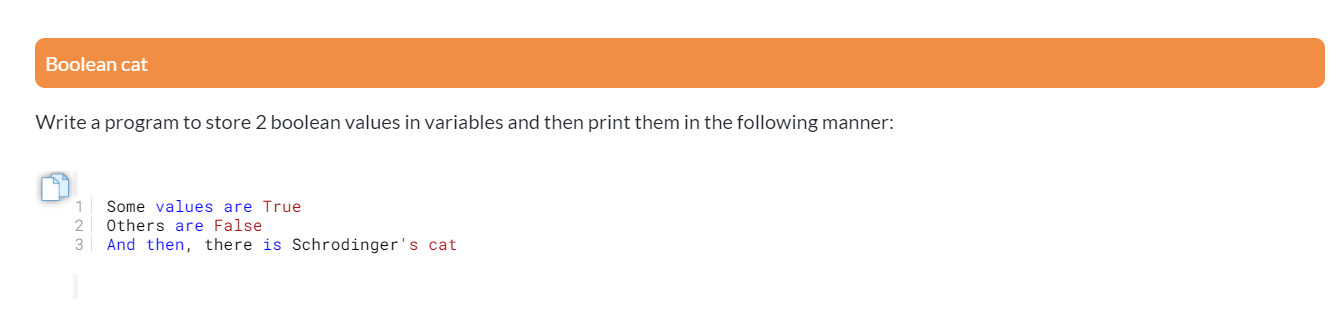 Boolean cat
Write a program to store 2 boolean values in variables and then print them in the following manner:
1 Some values are True
2 Others are False
3 And then, there is Schrodinger's cat